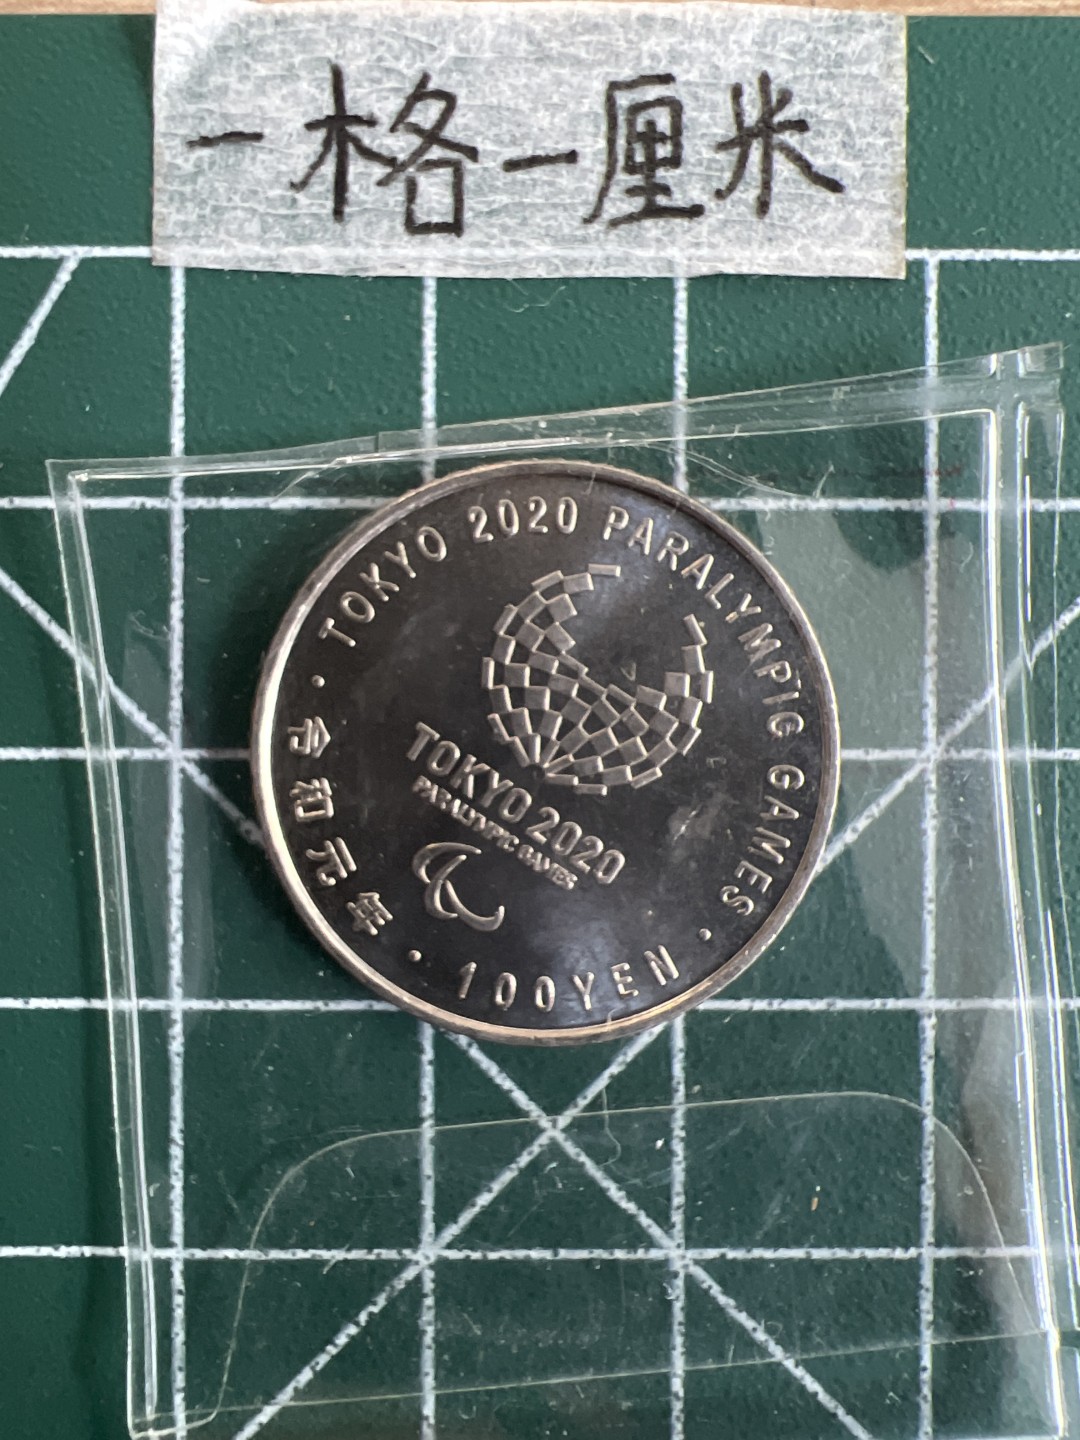 一格一厘米
TOKYO 2020 PARALYMPIC GAMES
TOKYO 2020
PARALYMPIC GAMES
令和元年 · 100YEN ·